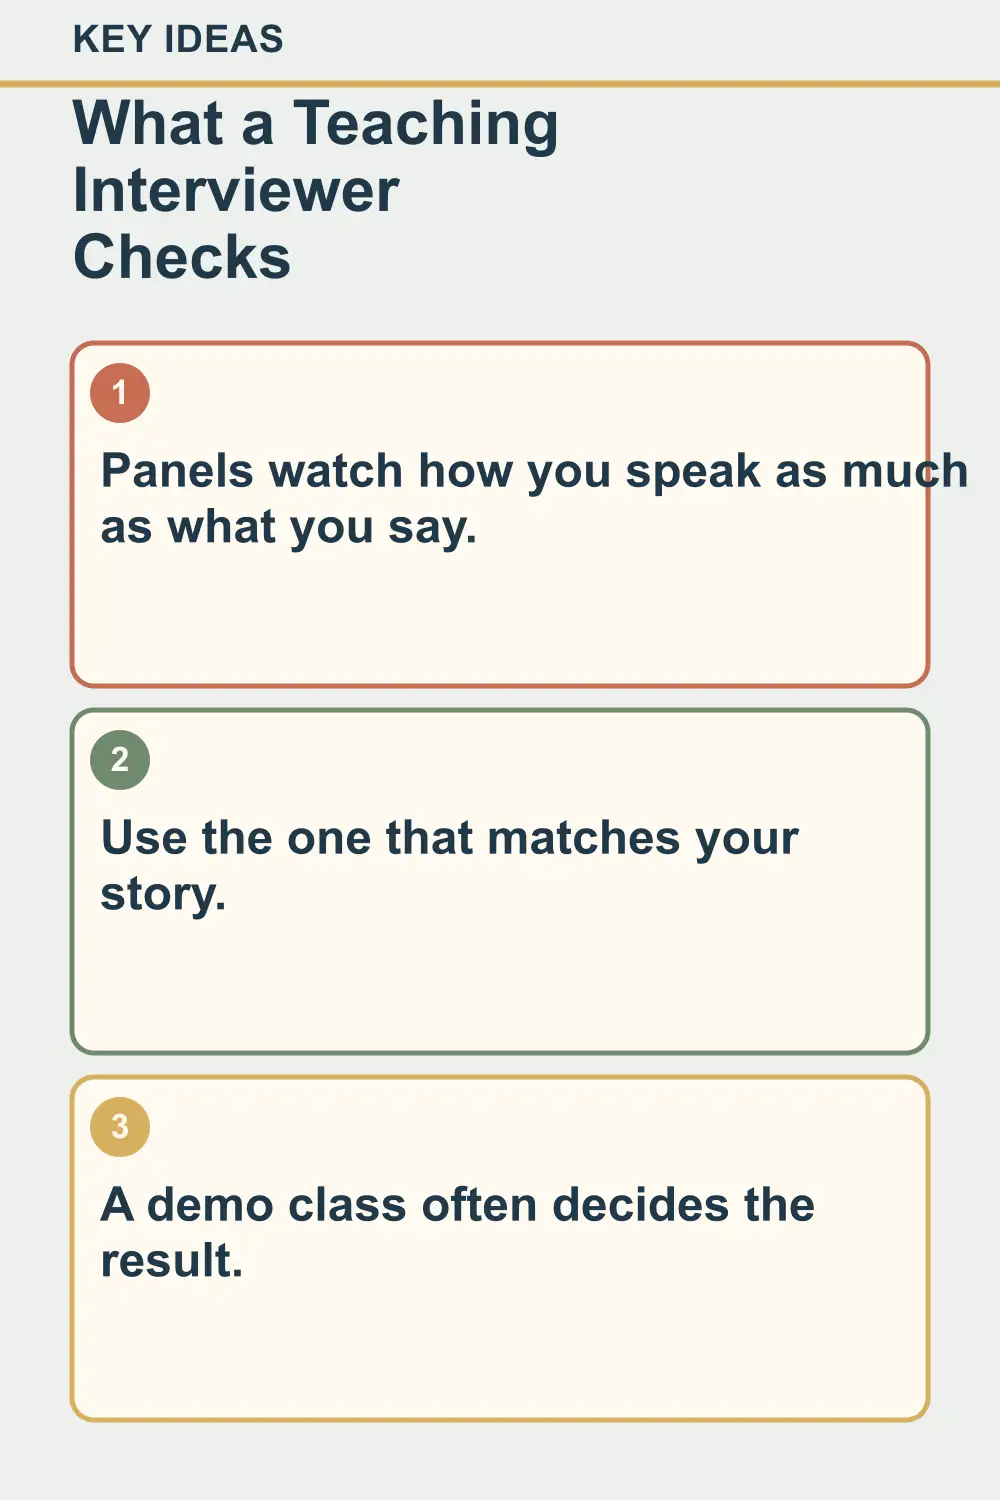 KEY IDEAS
What a Teaching
Interviewer
Checks
1
Panels watch how you speak as much
as what you say.
2
Use the one that matches your
story.
3
A demo class often decides the
result.